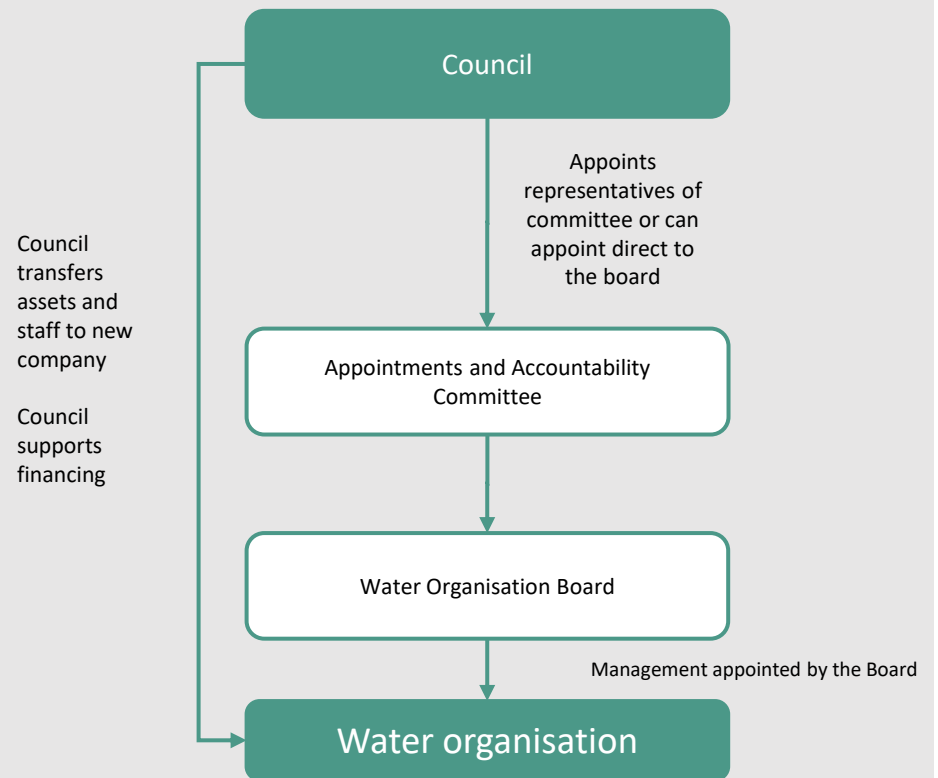 Council
Appoints
representatives of
committee or can
appoint direct to
the board
Council
transfers
assets and
staff to new
company
Council
supports
financing
Appointments and Accountability
Committee
Water Organisation Board
Management appointed by the Board
Water organisation